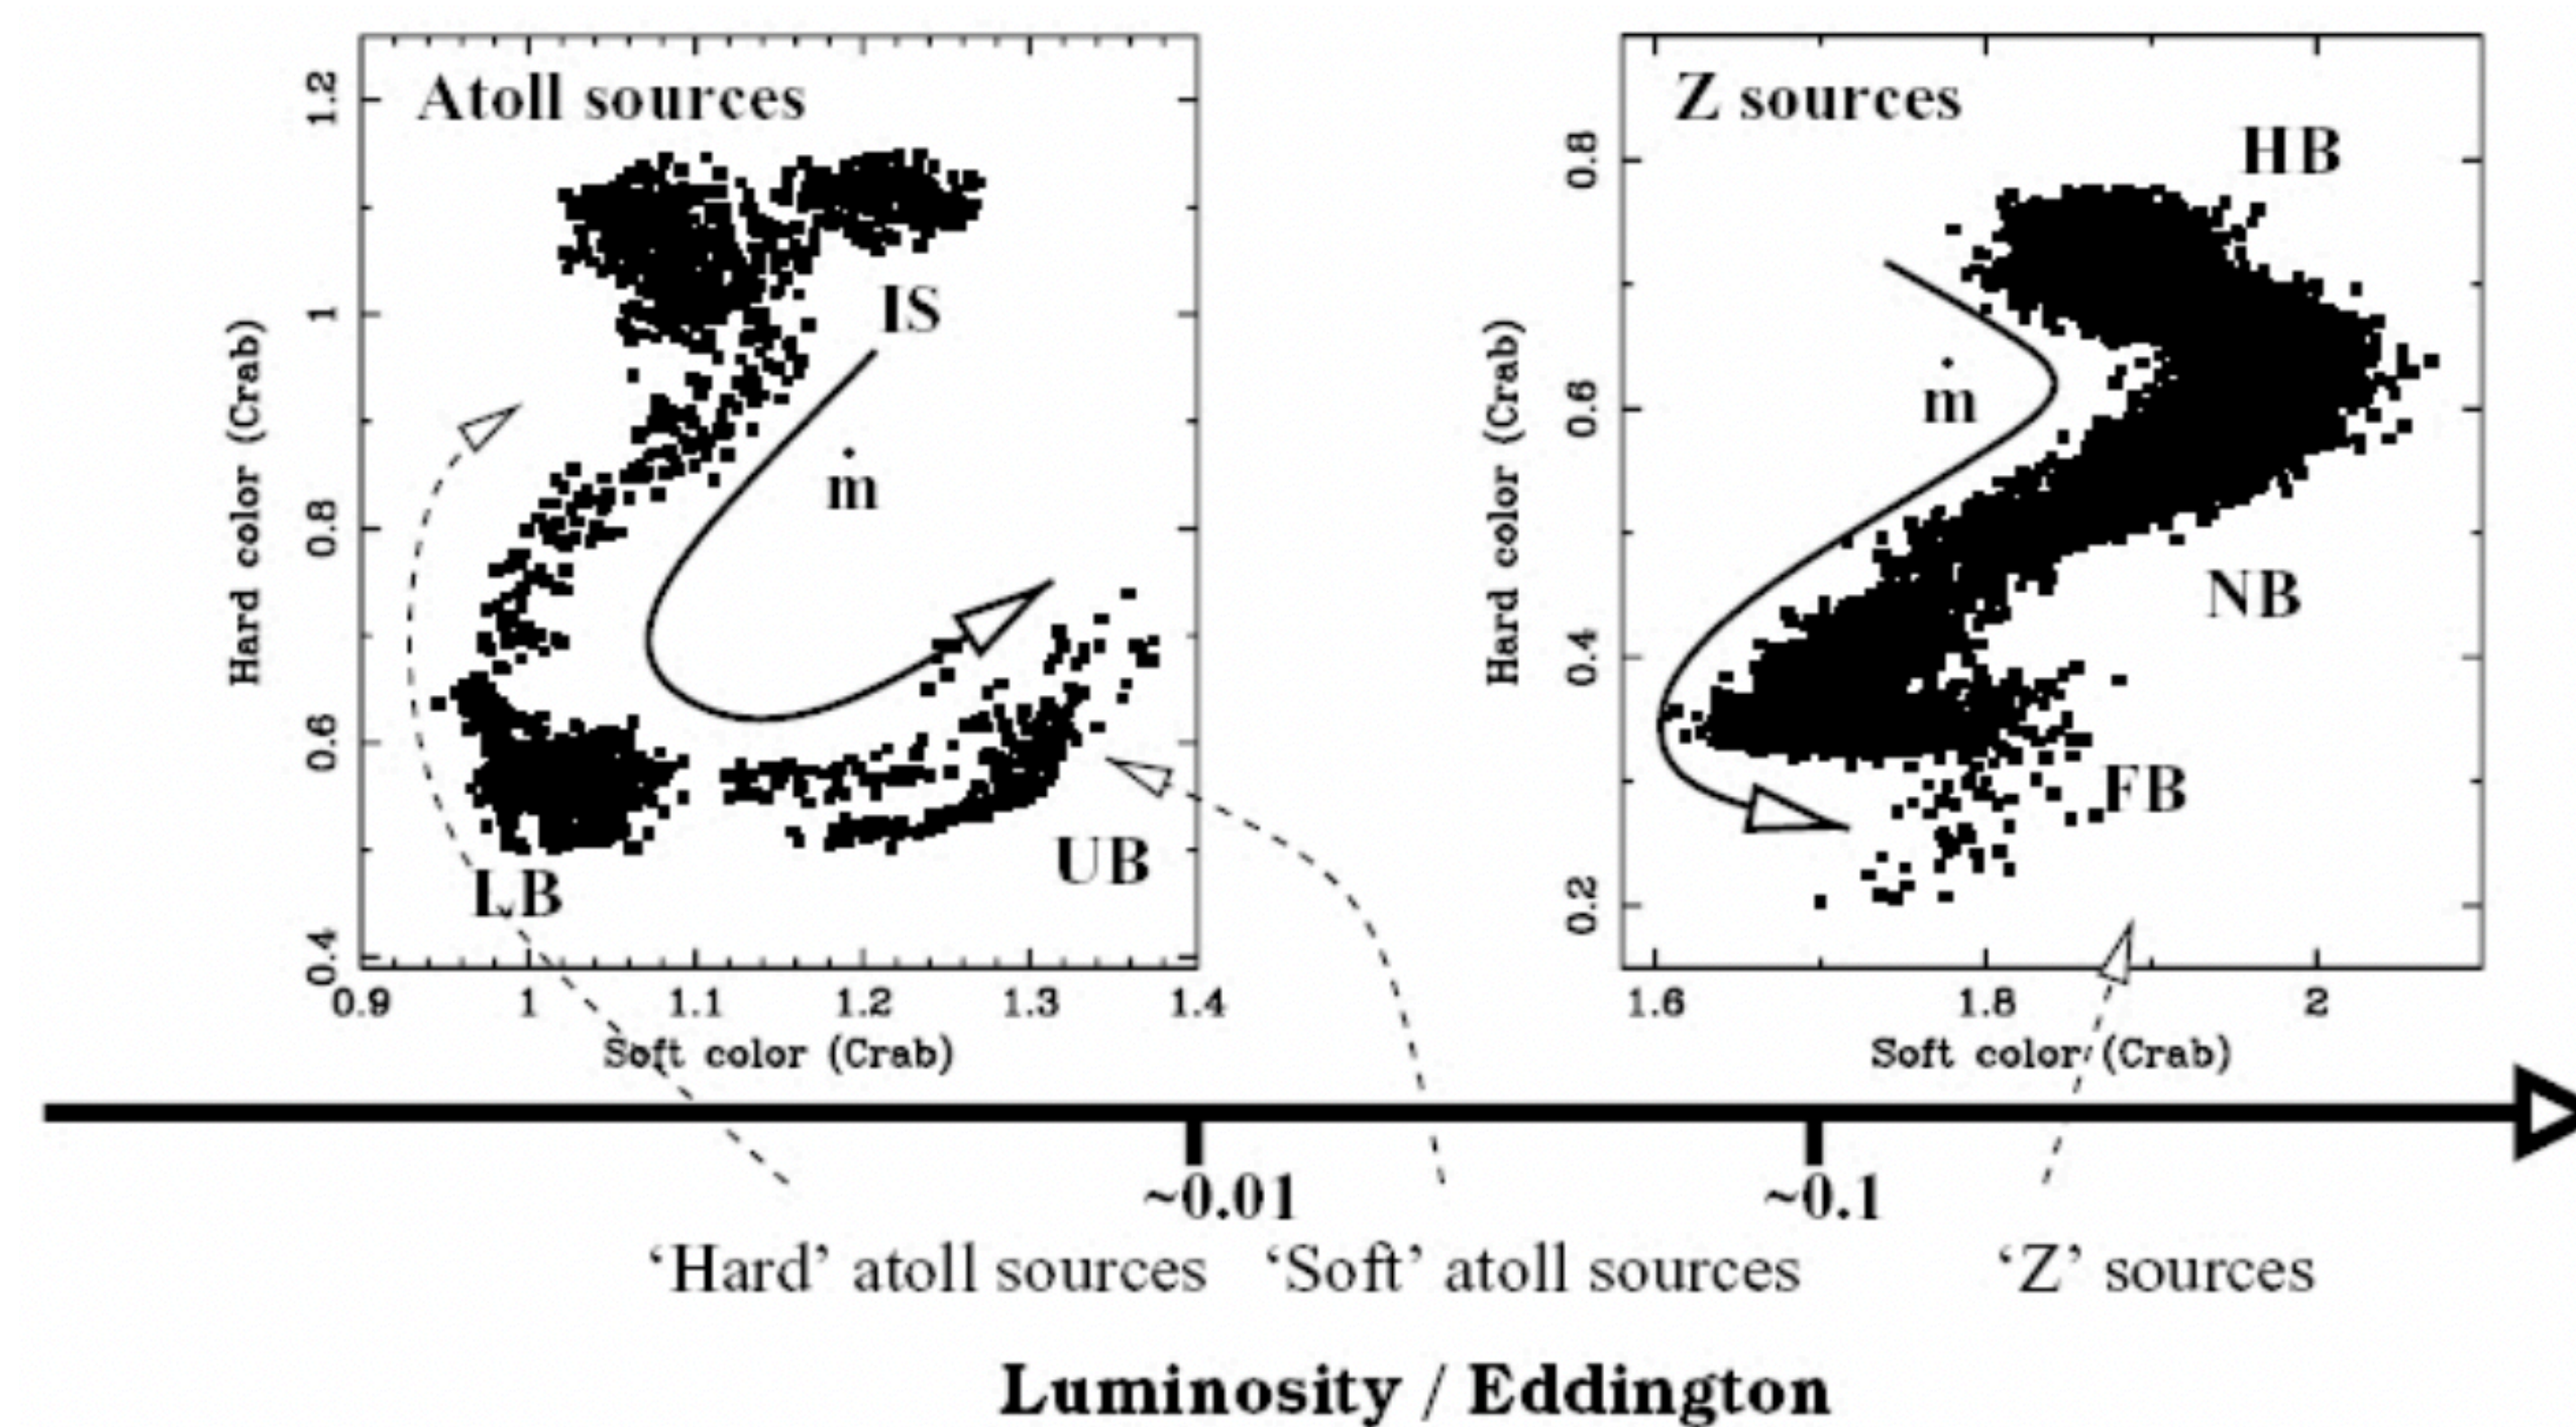 Atoll sources
Hard color (Crab)
1.2
1
0.8
0.6
0.4
IS
ṁ
LB
UB
0.9
1
1.1
1.2
1.3
1.4
Soft color (Crab)
Z sources
Hard color (Crab)
0.8
0.6
0.4
0.2
HB
ṁ
NB
FB
1.6
1.8
2
Soft color (Crab)
~0.01
~0.1
‘Hard’ atoll sources
‘Soft’ atoll sources
‘Z’ sources
Luminosity / Eddington